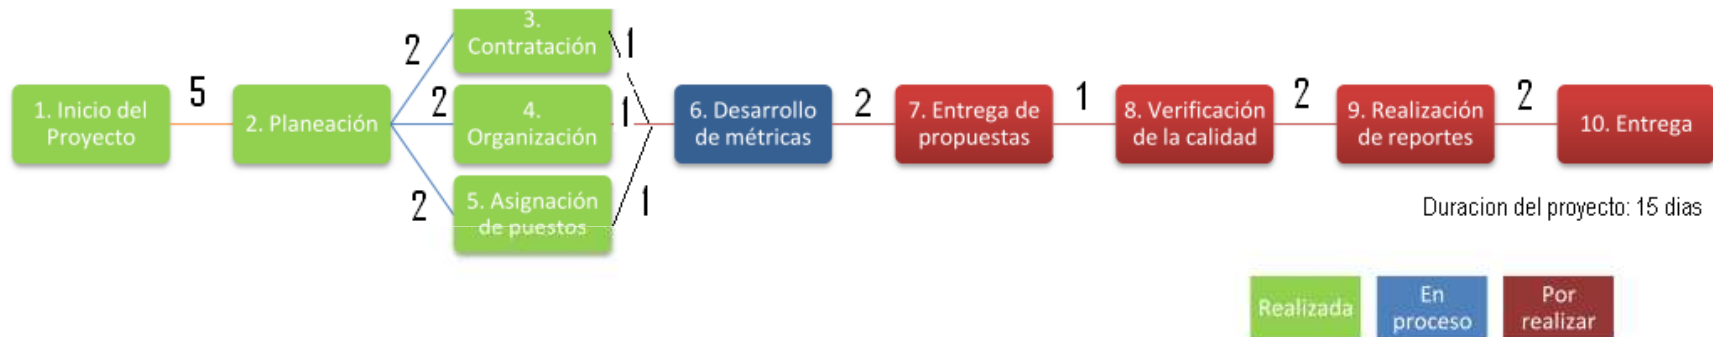 1. Inicio del
Proyecto
5
2. Planeación
2
2
2
3.
Contratación
4.
Organización
5. Asignación
de puestos
1
1
1
6. Desarrollo
de métricas
2
7. Entrega de
propuestas
1
8. Verificación
de la calidad
2
9. Realización
de reportes
2
10. Entrega
Duracion del proyecto: 15 dias
Realizada
En
proceso
Por
realizar